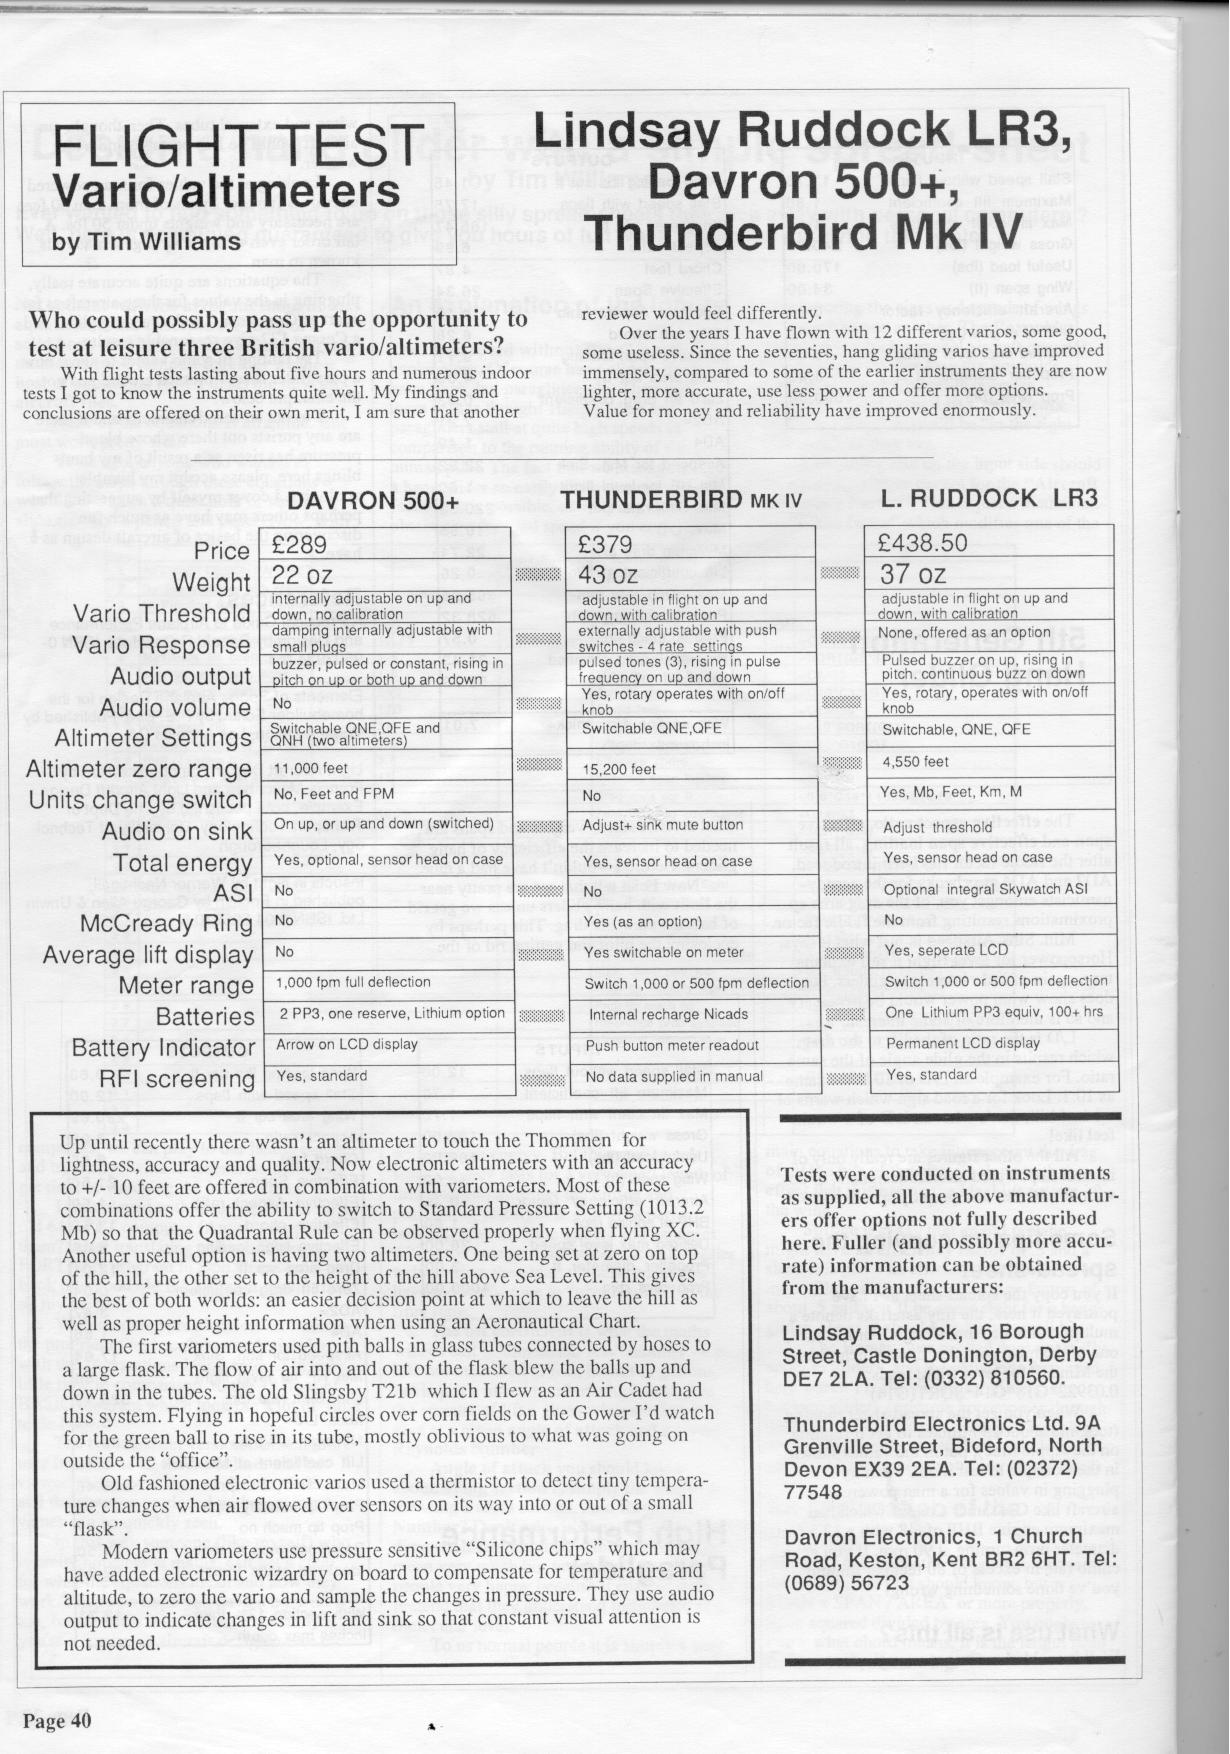 FLIGHT TEST
Vario/altimeters
by Tim Williams
Lindsay Ruddock LR3,
Davron 500+,
Thunderbird Mk IV
Who could possibly pass up the opportunity to
test at leisure three British vario/altimeters?
With flight tests lasting about five hours and numerous indoor
tests I got to know the instruments quite well. My findings and
conclusions are offered on their own merit, I am sure that another
reviewer would feel differently.
Over the years I have flown with 12 different varios, some good,
some useless. Since the seventies, hang gliding varios have improved
immensely, compared to some of the earlier instruments they are now
lighter, more accurate, use less power and offer more options.
Value for money and reliability have improved enormously.
DAVRON 500+ THUNDERBIRD MK IV L. RUDDOCK LR3
Price £289 £379 £438.50
Weight 22 oz 43 oz 37 oz
Vario Threshold internally adjustable on up and adjustable in flight on up and adjustable in flight on up and
down, no calibration down, with calibration down, with calibration
Vario Response damping internally adjustable with externally adjustable with push None, offered as an option
small plugs switches - 4 rate settings
Audio output buzzer, pulsed or constant, rising in pulsed tones (3), rising in pulse Pulsed buzzer on up, rising in
pitch on up or both up and down frequency on up and down pitch. continuous buzz on down
Audio volume No Yes, rotary operates with on/off Yes, rotary, operates with on/off
knob knob
Altimeter Settings Switchable QNE,QFE and Switchable QNE,QFE Switchable, QNE, QFE
QNH (two altimeters)
Altimeter zero range 11,000 feet 15,200 feet 4,550 feet
Units change switch No, Feet and FPM No Yes, Mb, Feet, Km, M
Audio on sink On up, or up and down (switched) Adjust+ sink mute button Adjust threshold
Total energy Yes, optional, sensor head on case Yes, sensor head on case Yes, sensor head on case
ASI No No Optional integral Skywatch ASI
McCready Ring No Yes (as an option) No
Average lift display No Yes switchable on meter Yes, seperate LCD
Meter range 1,000 fpm full deflection Switch 1,000 or 500 fpm deflection Switch 1,000 or 500 fpm deflection
Batteries 2 PP3, one reserve, Lithium option Internal recharge Nicads One Lithium PP3 equiv, 100+ hrs
Battery Indicator Arrow on LCD display Push button meter readout Permanent LCD display
RFI screening Yes, standard No data supplied in manual Yes, standard
Up until recently there wasn't an altimeter to touch the Thommen for
lightness, accuracy and quality. Now electronic altimeters with an accuracy
to +/- 10 feet are offered in combination with variometers. Most of these
combinations offer the ability to switch to Standard Pressure Setting (1013.2
Mb) so that the Quadrantal Rule can be observed properly when flying XC.
Another useful option is having two altimeters. One being set at zero on top
of the hill, the other set to the height of the hill above Sea Level. This gives
the best of both worlds: an easier decision point at which to leave the hill as
well as proper height information when using an Aeronautical Chart.
The first variometers used pith balls in glass tubes connected by hoses to
a large flask. The flow of air into and out of the flask blew the balls up and
down in the tubes. The old Slingsby T21b which I flew as an Air Cadet had
this system. Flying in hopeful circles over corn fields on the Gower I'd watch
for the green ball to rise in its tube, mostly oblivious to what was going on
outside the "office".
Old fashioned electronic varios used a thermistor to detect tiny tempera-
ture changes when air flowed over sensors on its way into or out of a small
"flask".
Modern variometers use pressure sensitive "Silicone chips" which may
have added electronic wizardry on board to compensate for temperature and
altitude, to zero the vario and sample the changes in pressure. They use audio
output to indicate changes in lift and sink so that constant visual attention is
not needed.
Tests were conducted on instruments
as supplied, all the above manufactur-
ers offer options not fully described
here. Fuller (and possibly more accu-
rate) information can be obtained
from the manufacturers:
Lindsay Ruddock, 16 Borough
Street, Castle Donington, Derby
DE7 2LA. Tel: (0332) 810560.
Thunderbird Electronics Ltd. 9A
Grenville Street, Bideford, North
Devon EX39 2EA. Tel: (02372)
77548
Davron Electronics, 1 Church
Road, Keston, Kent BR2 6HT. Tel:
(0689) 56723
Page 40